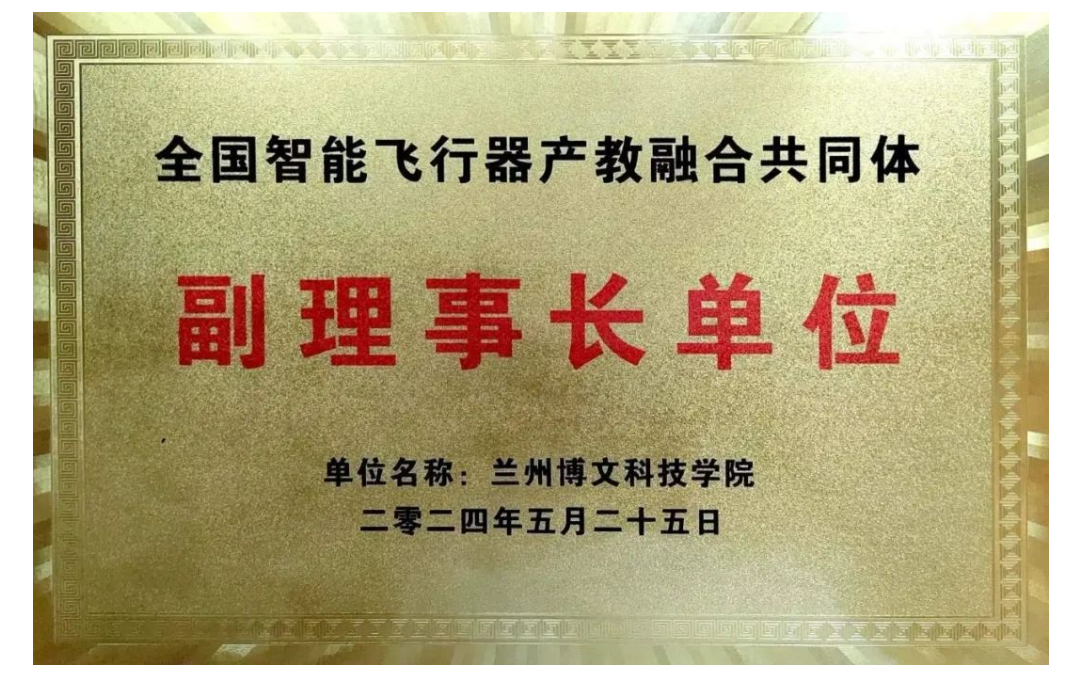 全国智能飞行器产教融合共同体
副理事长单位
单位名称：兰州博文科技学院
二零二四年五月二十五日